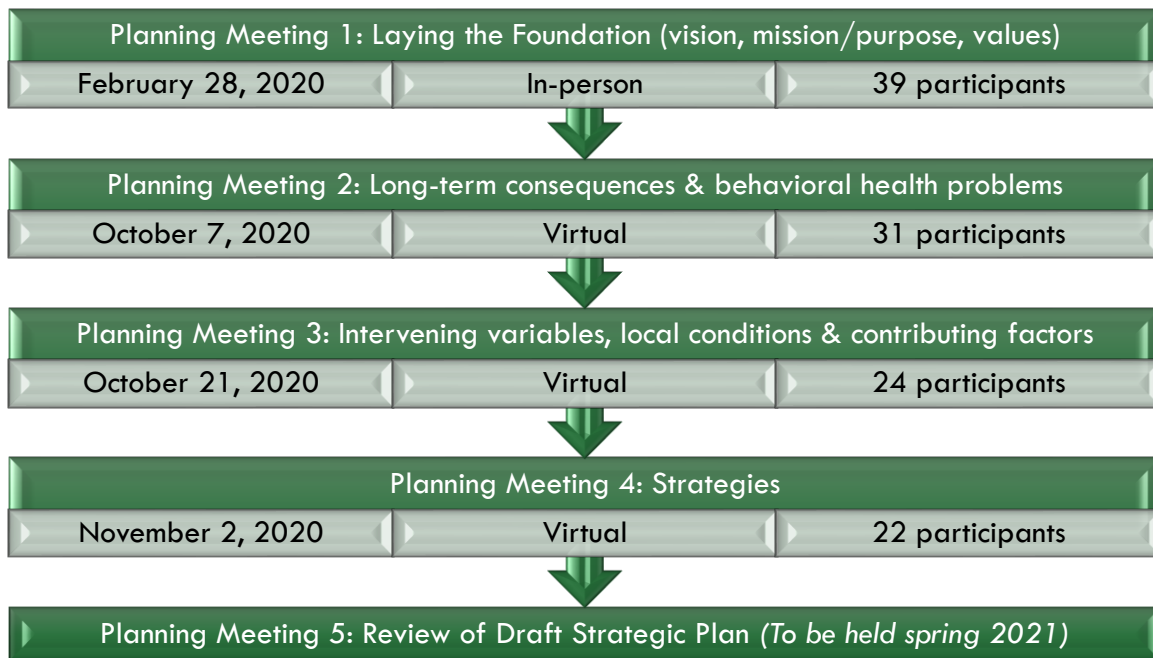 Planning Meeting 1: Laying the Foundation (vision, mission/purpose, values)
February 28, 2020 In-person 39 participants
Planning Meeting 2: Long-term consequences & behavioral health problems
October 7, 2020 Virtual 31 participants
Planning Meeting 3: Intervening variables, local conditions & contributing factors
October 21, 2020 Virtual 24 participants
Planning Meeting 4: Strategies
November 2, 2020 Virtual 22 participants
Planning Meeting 5: Review of Draft Strategic Plan (To be held spring 2021)